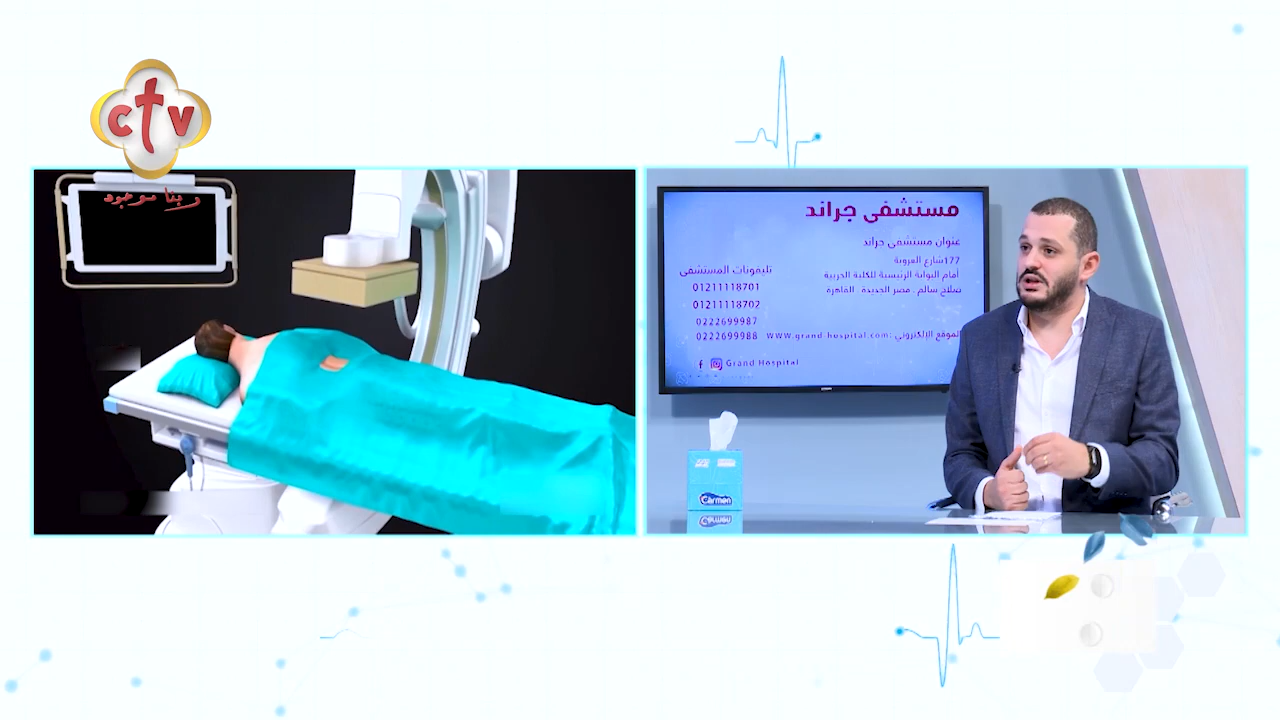 ctv
ربنا موجود
مستشفى جراند
عنوان مستشفى جراند
177شارع العروبة
أمام البوابة الرئيسية للكلية الحربية
صلاح سالم . مصر الجديدة . القاهرة
تليفونات المستشفى
01211118701
01211118702
0222699987
0222699988
الموقع الإلكتروني: www.grand-hospital.com
Grand Hospital
Carmen